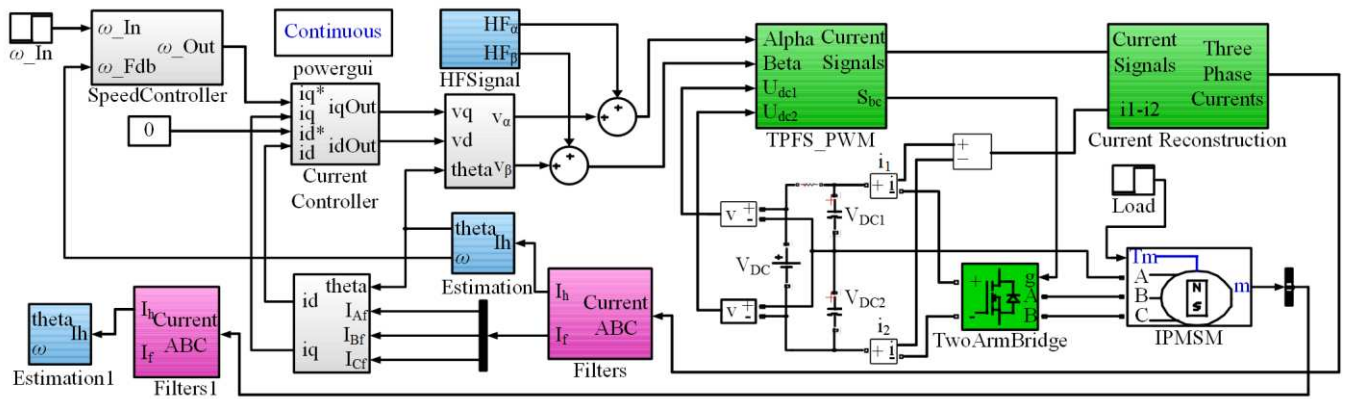 ω_In
ω_In
ω_Out
ω_Fdb
SpeedController
Continuous
powergui
0
iq*
iq
id*
id
iqOut
idOut
Current
Controller
HFα
HFβ
HFSignal
vq
vd
theta
vα
vβ
+
+
+
+
Alpha
Beta
Udc1
Udc2
Current
Signals
Sbc
TPFS_PWM
Current
Signals
i1-i2
Three
Phase
Currents
Current Reconstruction
i1
+
−
+ i
Load
v
+
-
VDC1
+
VDC
+
v
+
-
VDC2
+
i2
+ i
+
-
g
A
B
TwoArmBridge
Tm
A
B
C
N
S
m
IPMSM
theta
Ih
ω
Estimation
theta
IAf
IBf
ICf
id
iq
Ih
If
Current
ABC
Filters
theta
Ih
ω
Estimation1
Ih
If
Current
ABC
Filters1